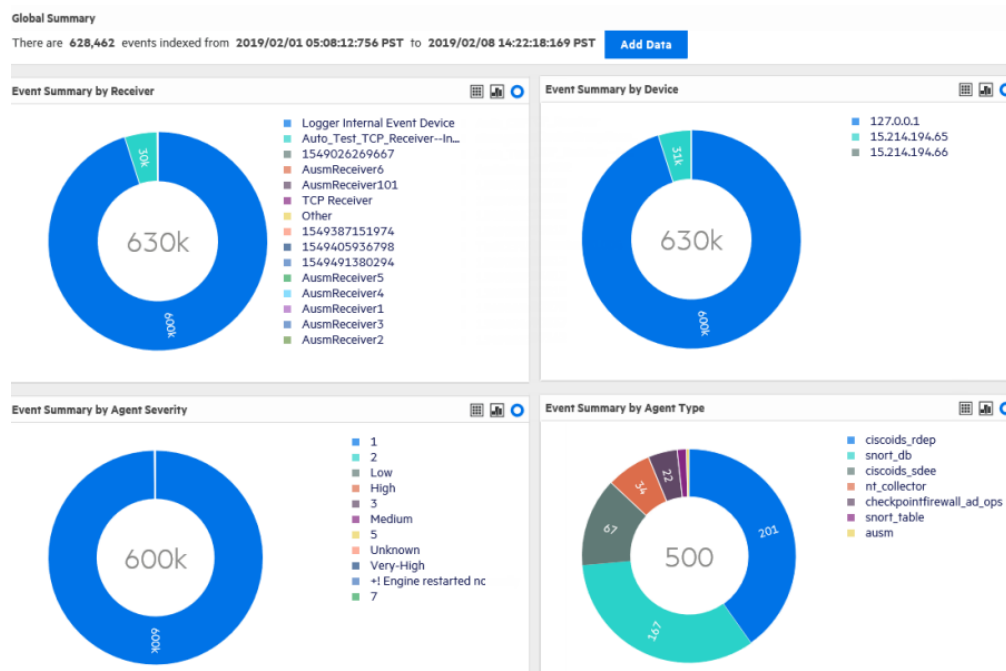 Global Summary
There are 628,462 events indexed from 2019/02/01 05:08:12:756 PST to 2019/02/08 14:22:18:169 PST Add Data
Event Summary by Receiver
30k
630k
600k
Logger Internal Event Device
Auto_Test_TCP_Receiver--In...
1549026269667
AusmReceiver6
AusmReceiver101
TCP Receiver
Other
1549387151974
1549405936798
1549491380294
AusmReceiver5
AusmReceiver4
AusmReceiver1
AusmReceiver3
AusmReceiver2
Event Summary by Device
31k
630k
600k
127.0.0.1
15.214.194.65
15.214.194.66
Event Summary by Agent Severity
600k
600k
1
2
Low
High
3
Medium
5
Unknown
Very-High
+! Engine restarted nc
7
Event Summary by Agent Type
22
34
67
201
500
167
ciscoids_rdep
snort_db
ciscoids_sdee
nt_collector
checkpointfirewall_ad_ops
snort_table
ausm